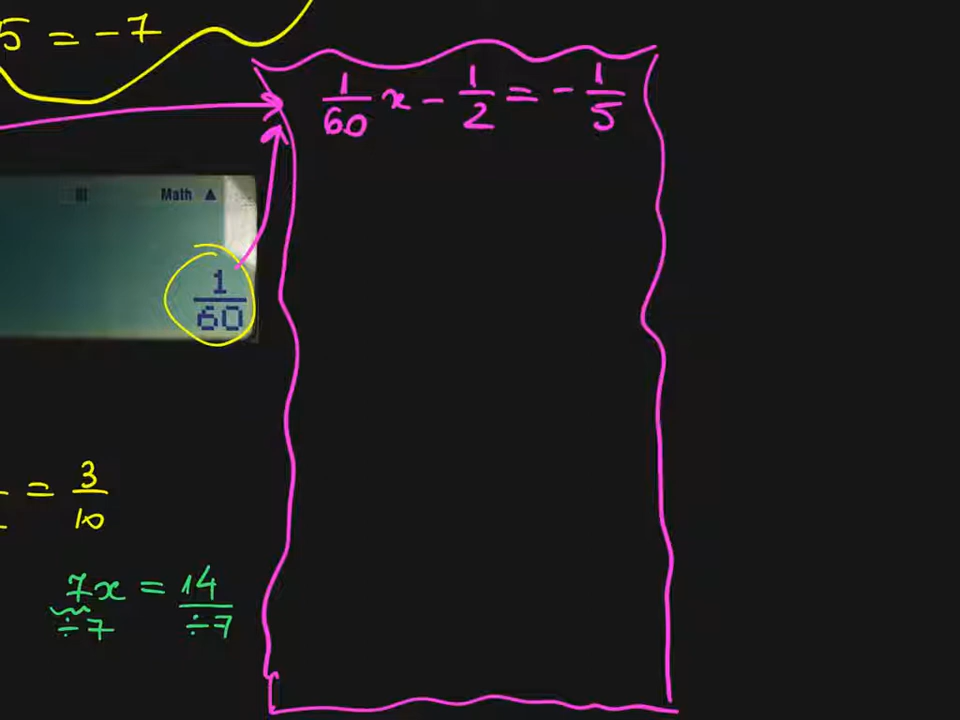 5 = -7
1/60 x - 1/2 = - 1/5
Math ▲
1/60
= 3/10
7x = 14
÷7 ÷7